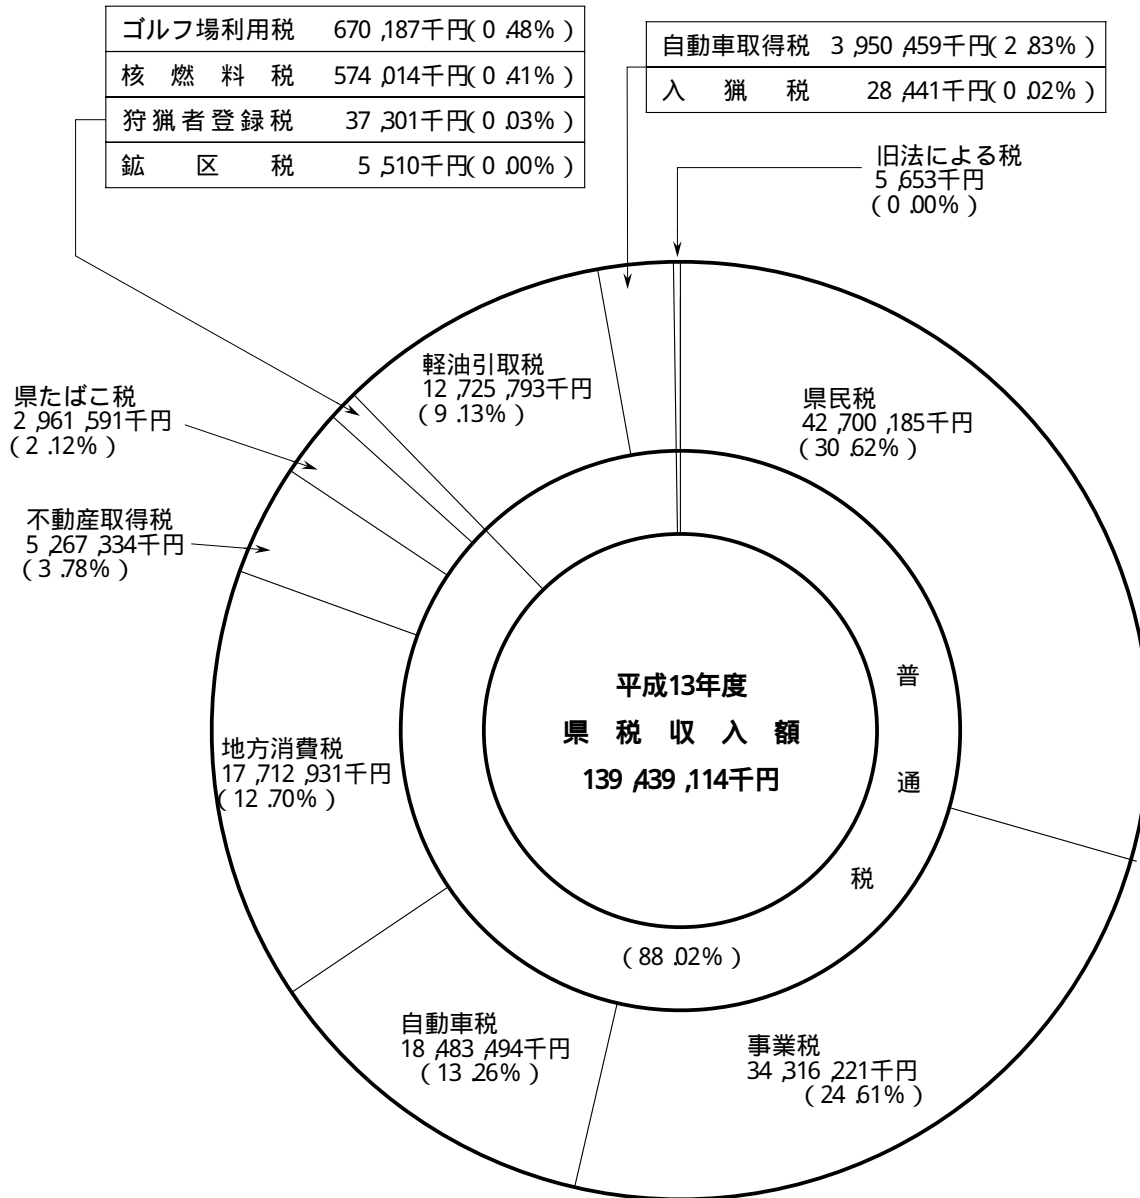 ゴルフ場利用税 670,187千円(0.48%)
核燃料税 574,014千円(0.41%)
狩猟者登録税 37,301千円(0.03%)
鉱区税 5,510千円(0.00%)
自動車取得税 3,950,459千円(2.83%)
入猟税 28,441千円(0.02%)
旧法による税
5,653千円
(0.00%)
軽油引取税
12,725,793千円
(9.13%)
県たばこ税
2,961,591千円
(2.12%)
県民税
42,700,185千円
(30.62%)
不動産取得税
5,267,334千円
(3.78%)
平成13年度
県税収入額
139,439,114千円
普
通
税
(88.02%)
地方消費税
17,712,931千円
(12.70%)
自動車税
18,483,494千円
(13.26%)
事業税
34,316,221千円
(24.61%)